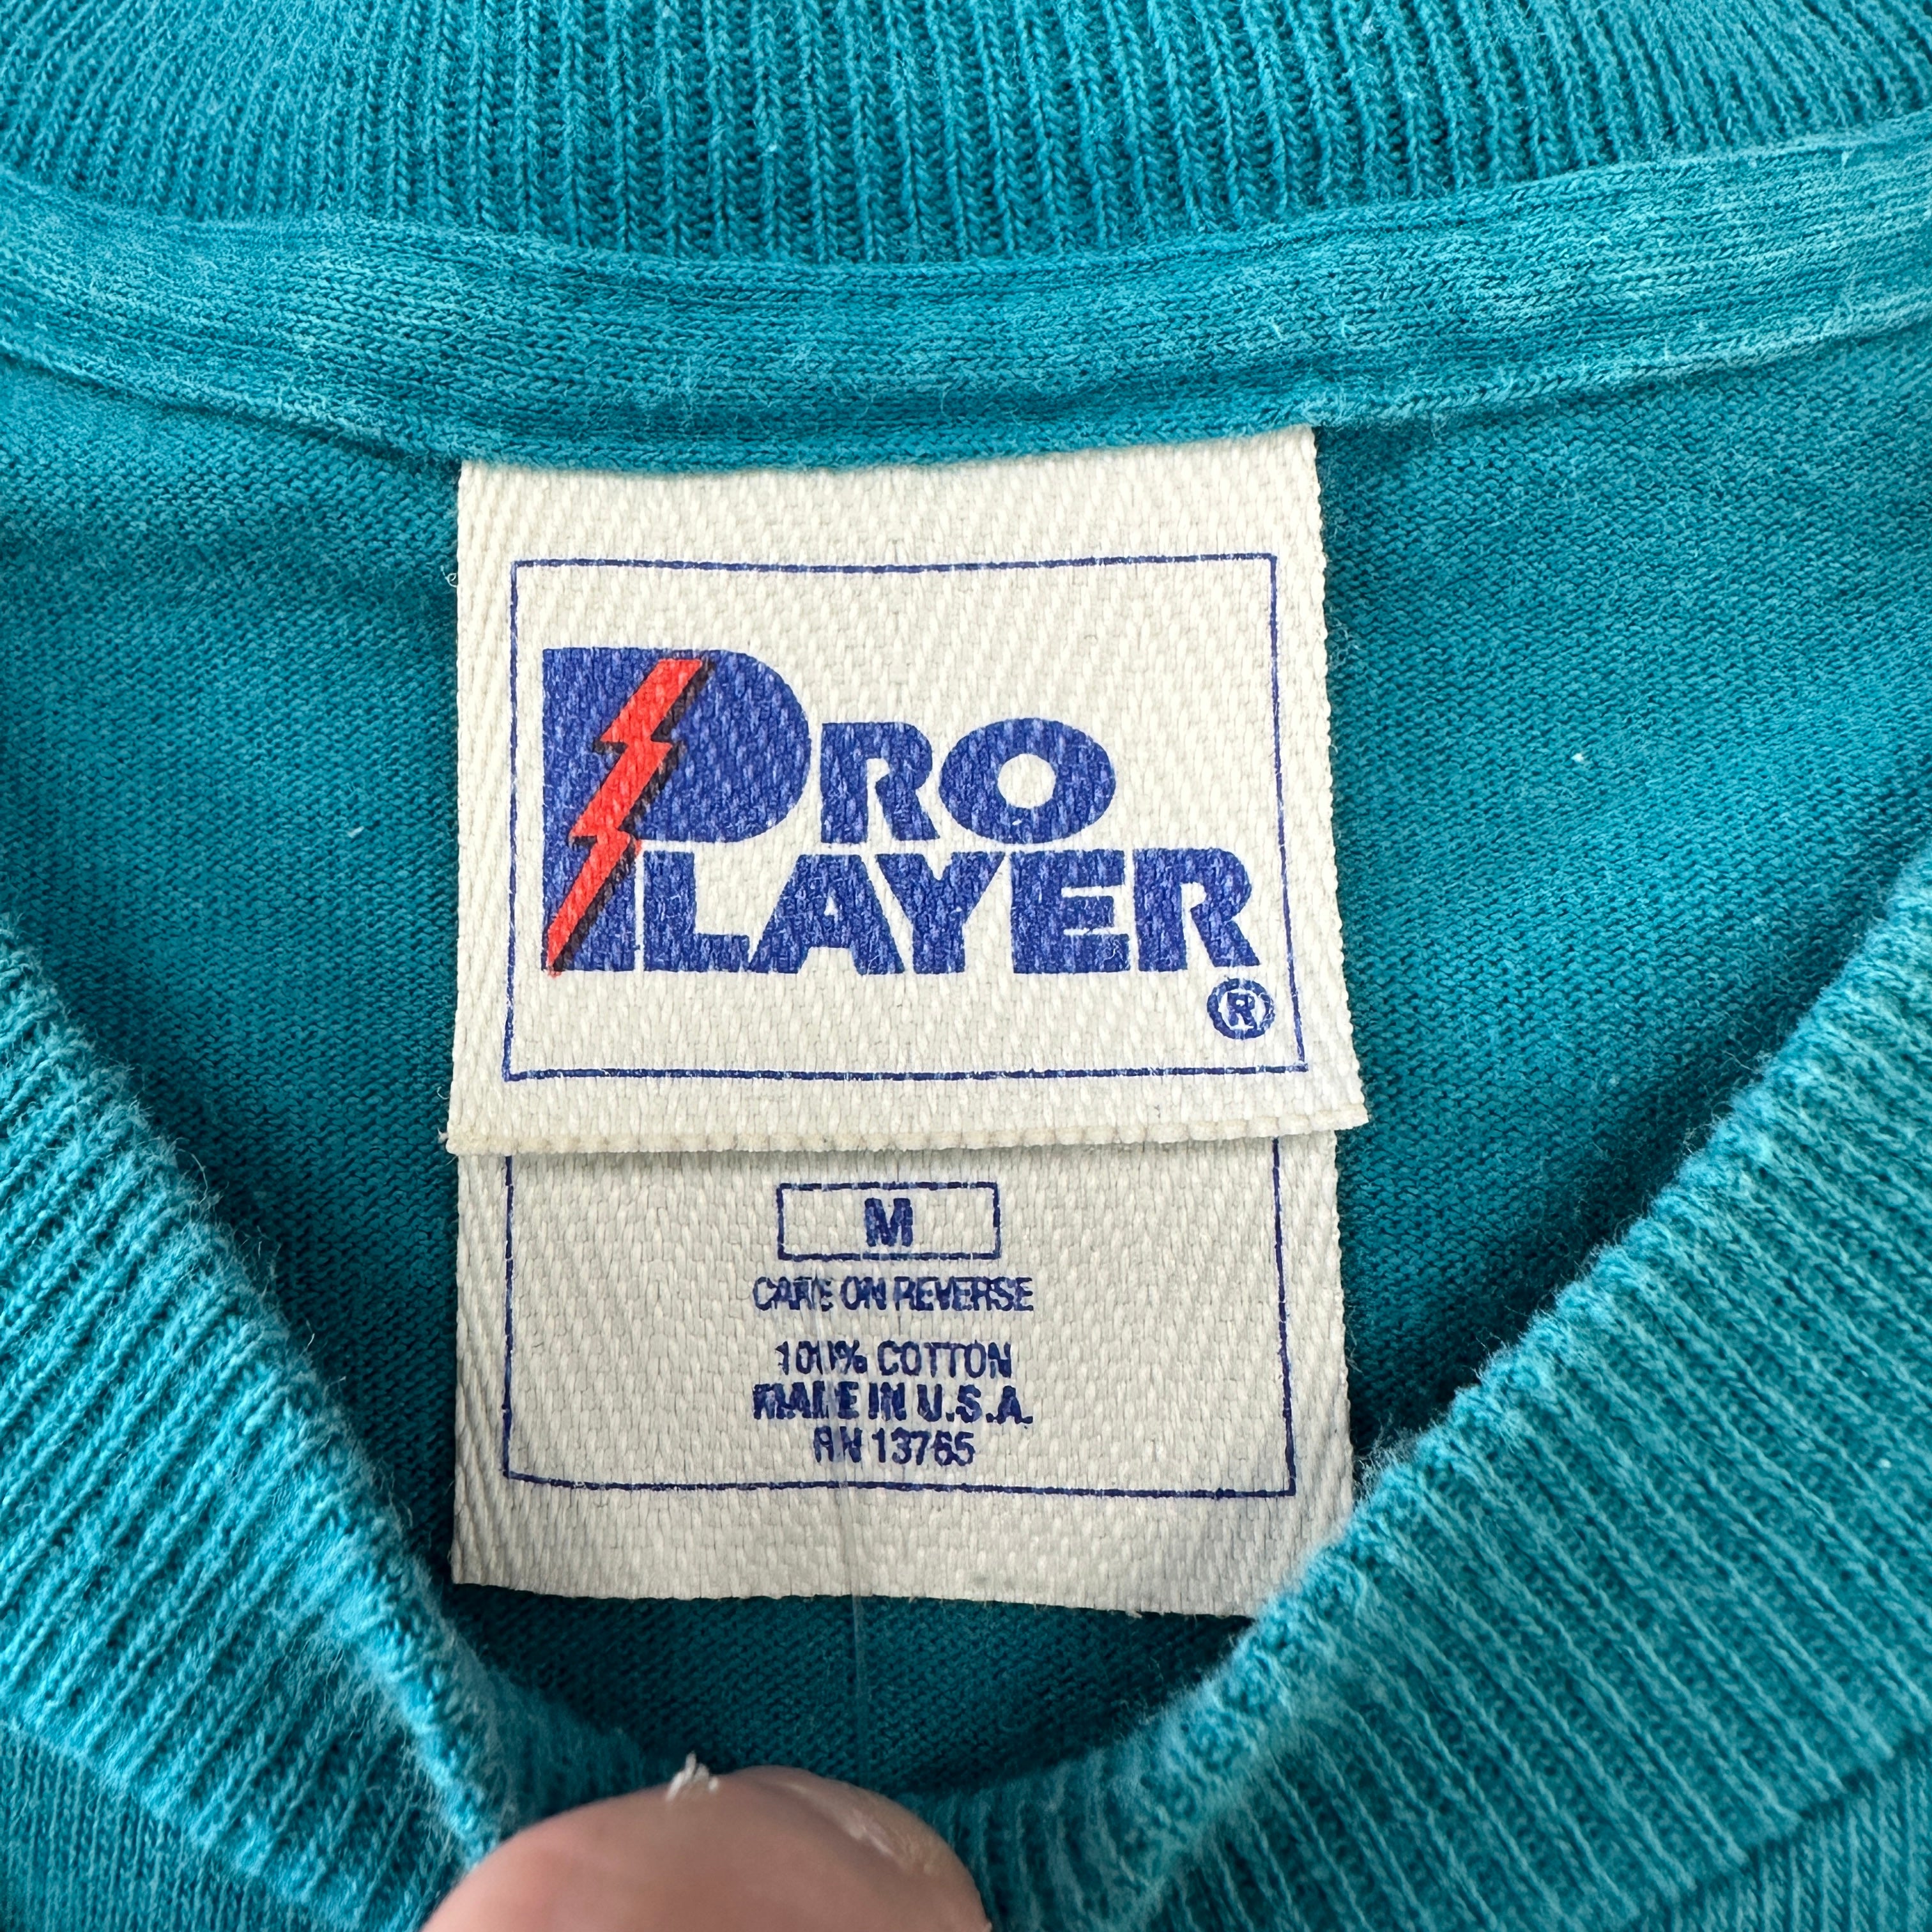 PRO
PLAYER
®
M
CARE ON REVERSE
100% COTTON
MADE IN U.S.A.
RN 13765